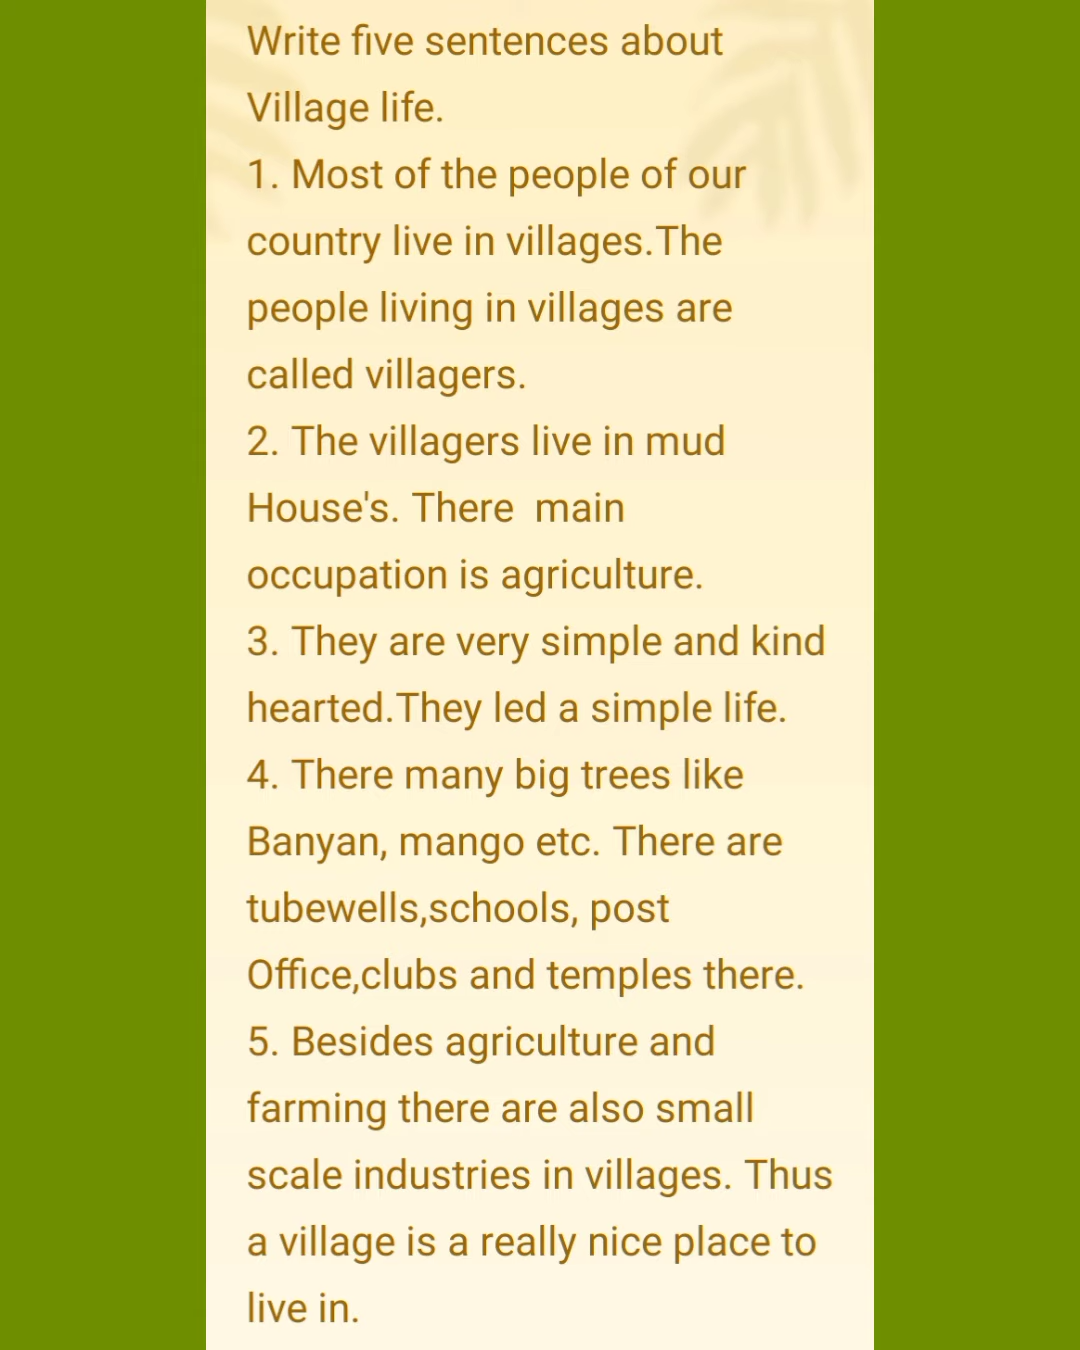 Write five sentences about
Village life.
1. Most of the people of our
country live in villages.The
people living in villages are
called villagers.
2. The villagers live in mud
House's. There  main
occupation is agriculture.
3. They are very simple and kind
hearted.They led a simple life.
4. There many big trees like
Banyan, mango etc. There are
tubewells,schools, post
Office,clubs and temples there.
5. Besides agriculture and
farming there are also small
scale industries in villages. Thus
a village is a really nice place to
live in.